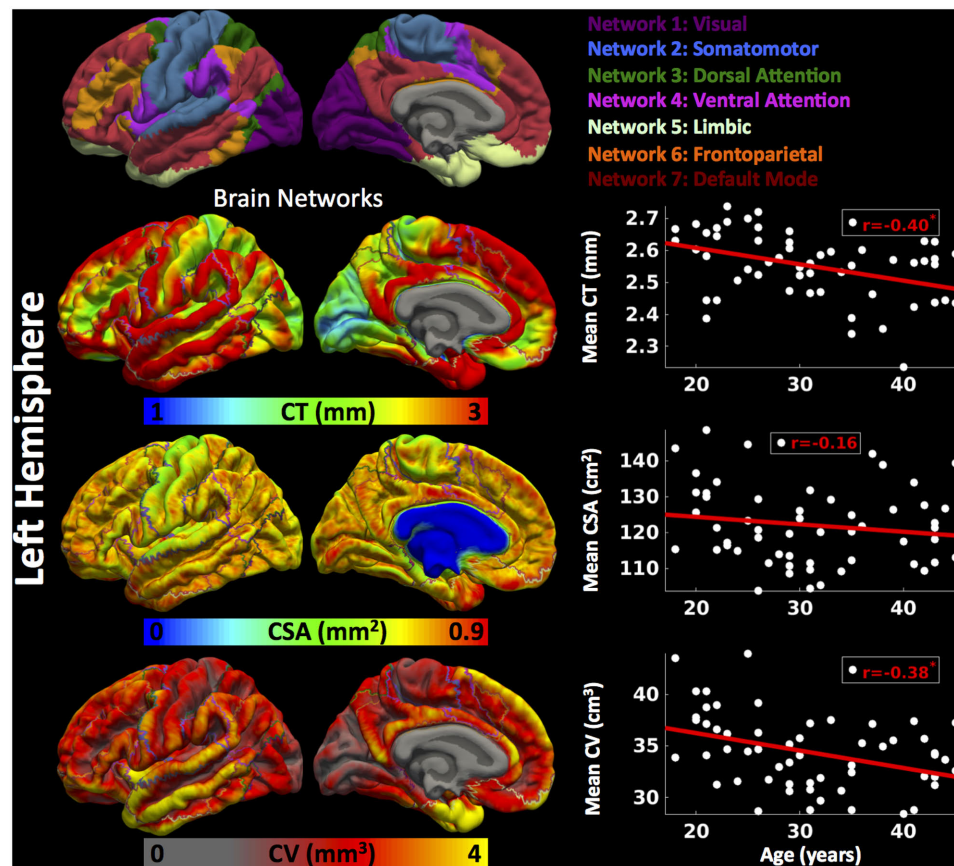 Network 1: Visual
Network 2: Somatomotor
Network 3: Dorsal Attention
Network 4: Ventral Attention
Network 5: Limbic
Network 6: Frontoparietal
Network 7: Default Mode
Brain Networks
Left Hemisphere
1 CT (mm) 3
0 CSA (mm²) 0.9
0 CV (mm³) 4
Mean CT (mm)
2.7
2.6
2.5
2.4
2.3
r=-0.40*
20 30 40
Mean CSA (cm²)
140
130
120
110
r=-0.16
20 30 40
Mean CV (cm³)
40
35
30
r=-0.38*
20 30 40
Age (years)